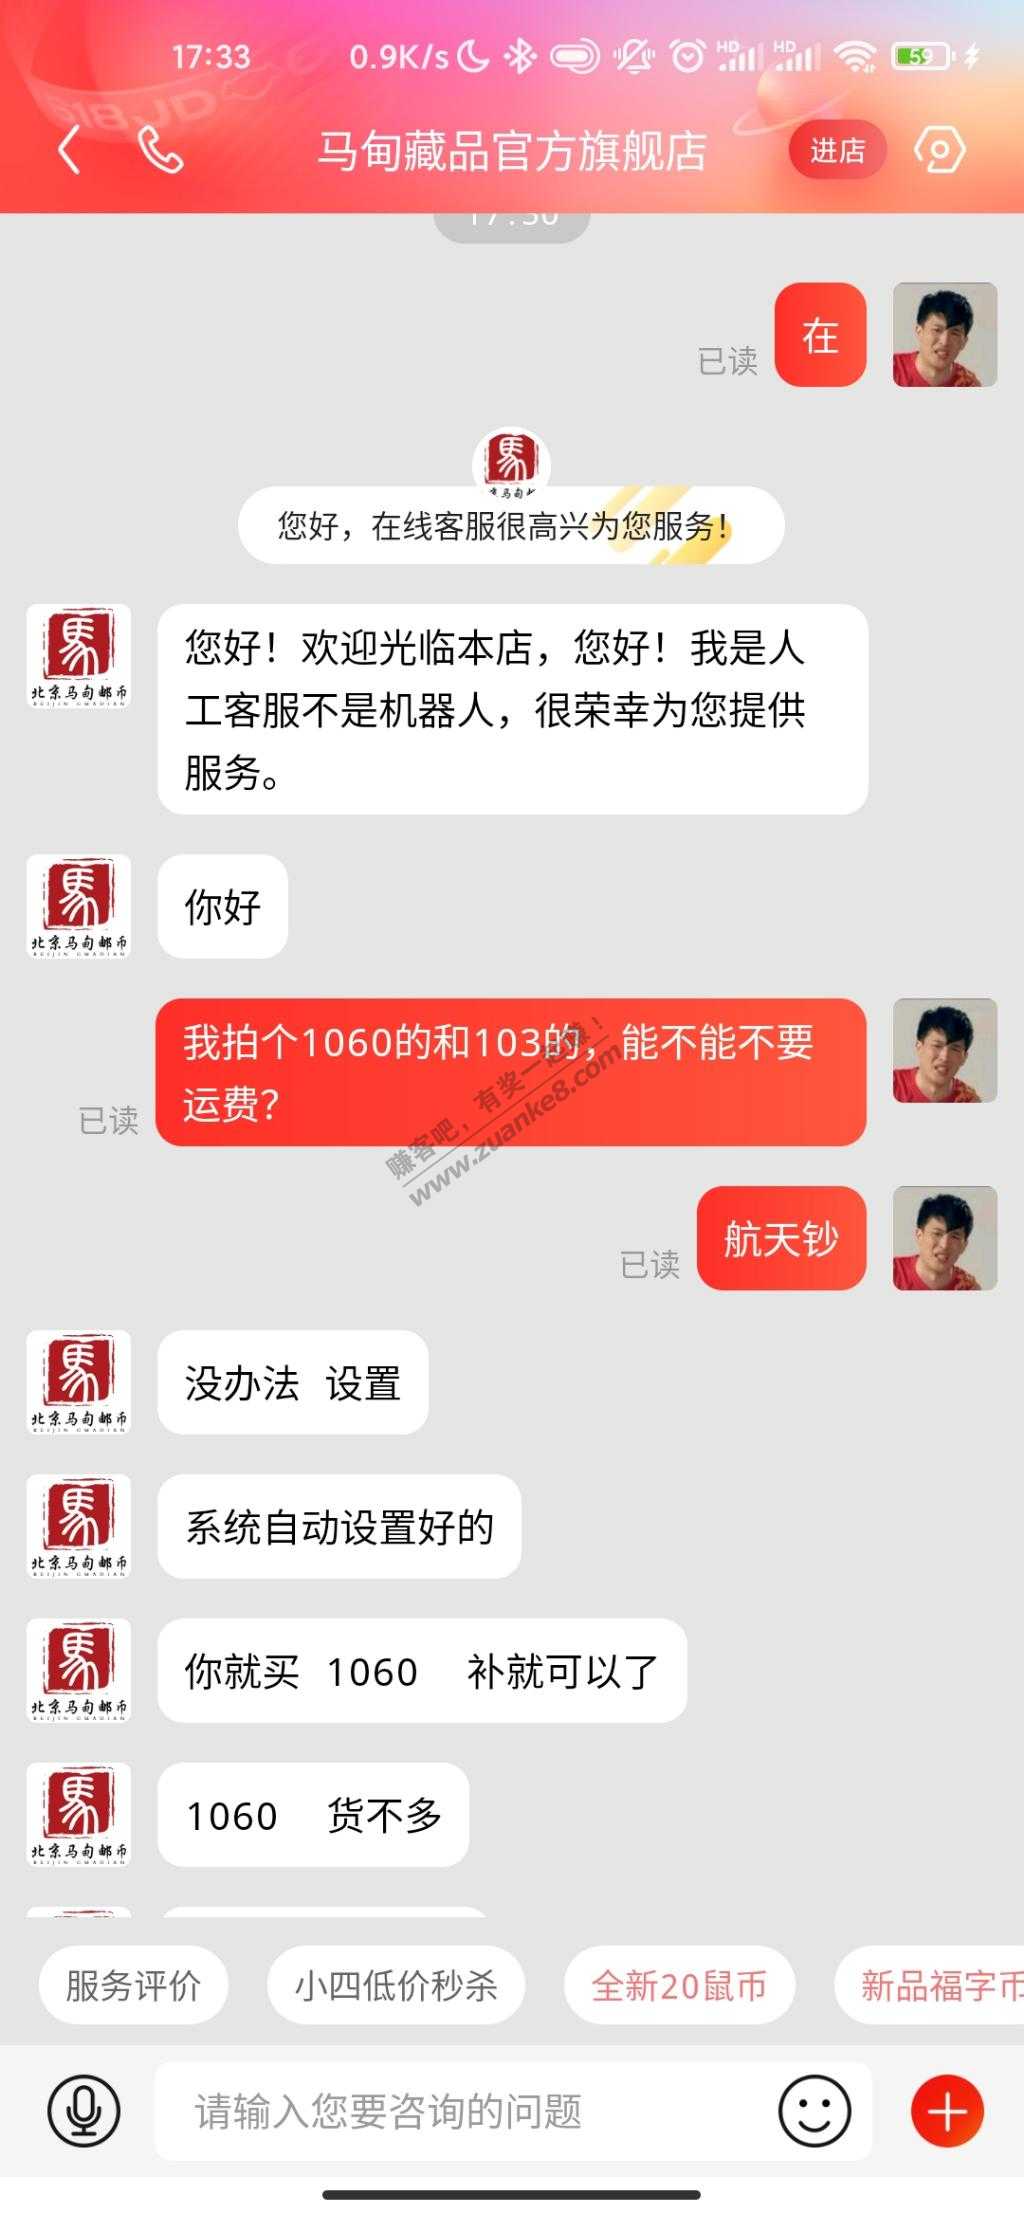 17:33
0.9K/s
HD
HD
59
618.JD
马甸藏品官方旗舰店
进店
17:30
在
已读
您好，在线客服很高兴为您服务！
您好！欢迎光临本店，您好！我是人
工客服不是机器人，很荣幸为您提供
服务。
北京马甸邮币
你好
北京马甸邮币
我拍个1060的和103的，能不能不要
运费？
已读
赚客吧，有奖一起赚！
www.zuanke8.com
航天钞
已读
没办法 设置
北京马甸邮币
系统自动设置好的
北京马甸邮币
你就买 1060 补就可以了
北京马甸邮币
1060 货不多
北京马甸邮币
服务评价
小四低价秒杀
全新20鼠币
新品福字币
请输入您要咨询的问题